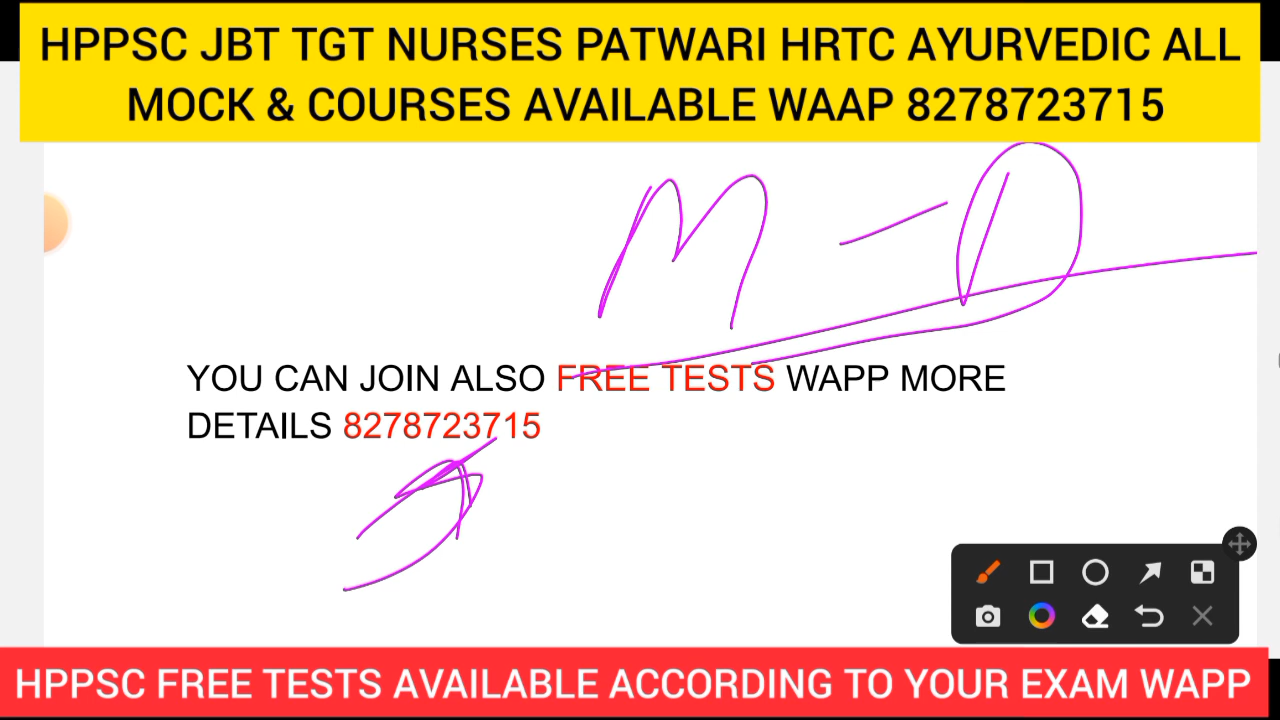 HPPSC JBT TGT NURSES PATWARI HRTC AYURVEDIC ALL
MOCK & COURSES AVAILABLE WAAP 8278723715
M - D
YOU CAN JOIN ALSO FREE TESTS WAPP MORE
DETAILS 8278723715
HPPSC FREE TESTS AVAILABLE ACCORDING TO YOUR EXAM WAPP